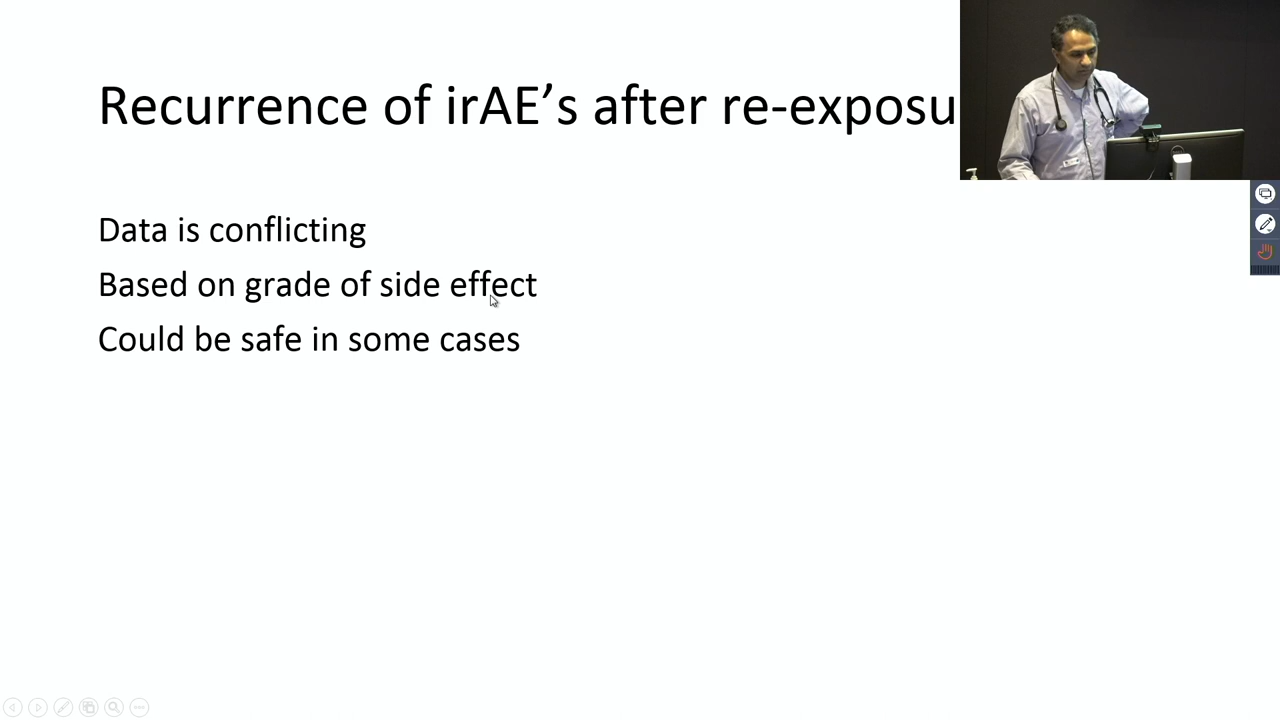 Recurrence of irAE’s after re-exposu
Data is conflicting
Based on grade of side effect
Could be safe in some cases